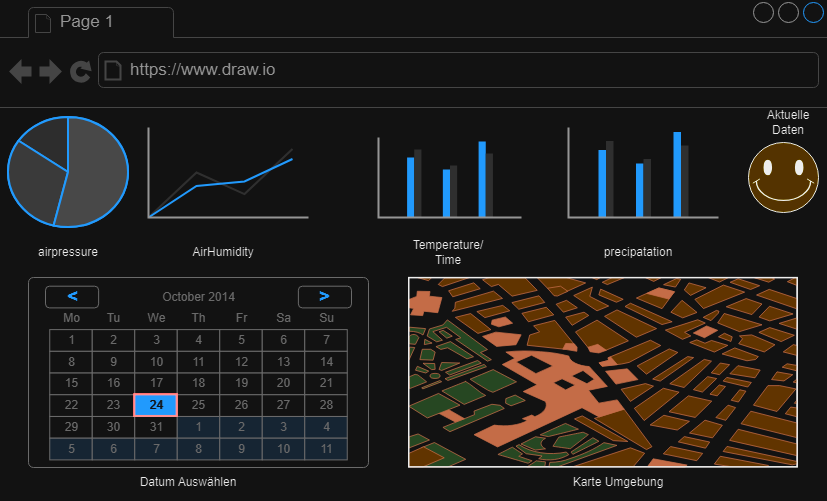 Page 1
https://www.draw.io
Aktuelle
Daten
airpressure
AirHumidity
Temperature/
Time
precipatation
< October 2014 >
Mo Tu We Th Fr Sa Su
1 2 3 4 5 6 7
8 9 10 11 12 13 14
15 16 17 18 19 20 21
22 23 24 25 26 27 28
29 30 31 1 2 3 4
5 6 7 8 9 10 11
Datum Auswählen
Karte Umgebung